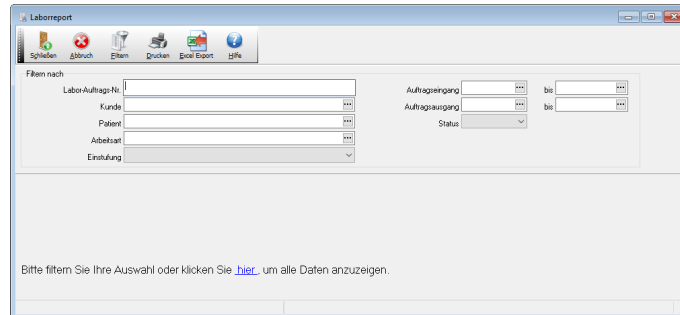 Laborreport
Schließen Abbruch Filtern Drucken Excel Export Hilfe
Filtern nach
Labor-Auftrags-Nr. Auftragseingang bis
Kunde Auftragsausgang bis
Patient Status
Arbeitsart
Einstufung
Bitte filtern Sie Ihre Auswahl oder klicken Sie hier, um alle Daten anzuzeigen.